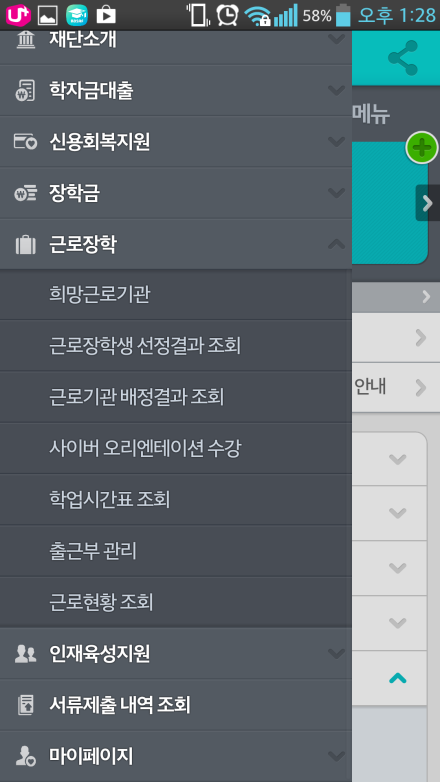 U+
58%
오후 1:28
재단소개
학자금대출
신용회복지원
메뉴
장학금
근로장학
희망근로기관
근로장학생 선정결과 조회
근로기관 배정결과 조회
안내
사이버 오리엔테이션 수강
학업시간표 조회
출근부 관리
근로현황 조회
인재육성지원
서류제출 내역 조회
마이페이지